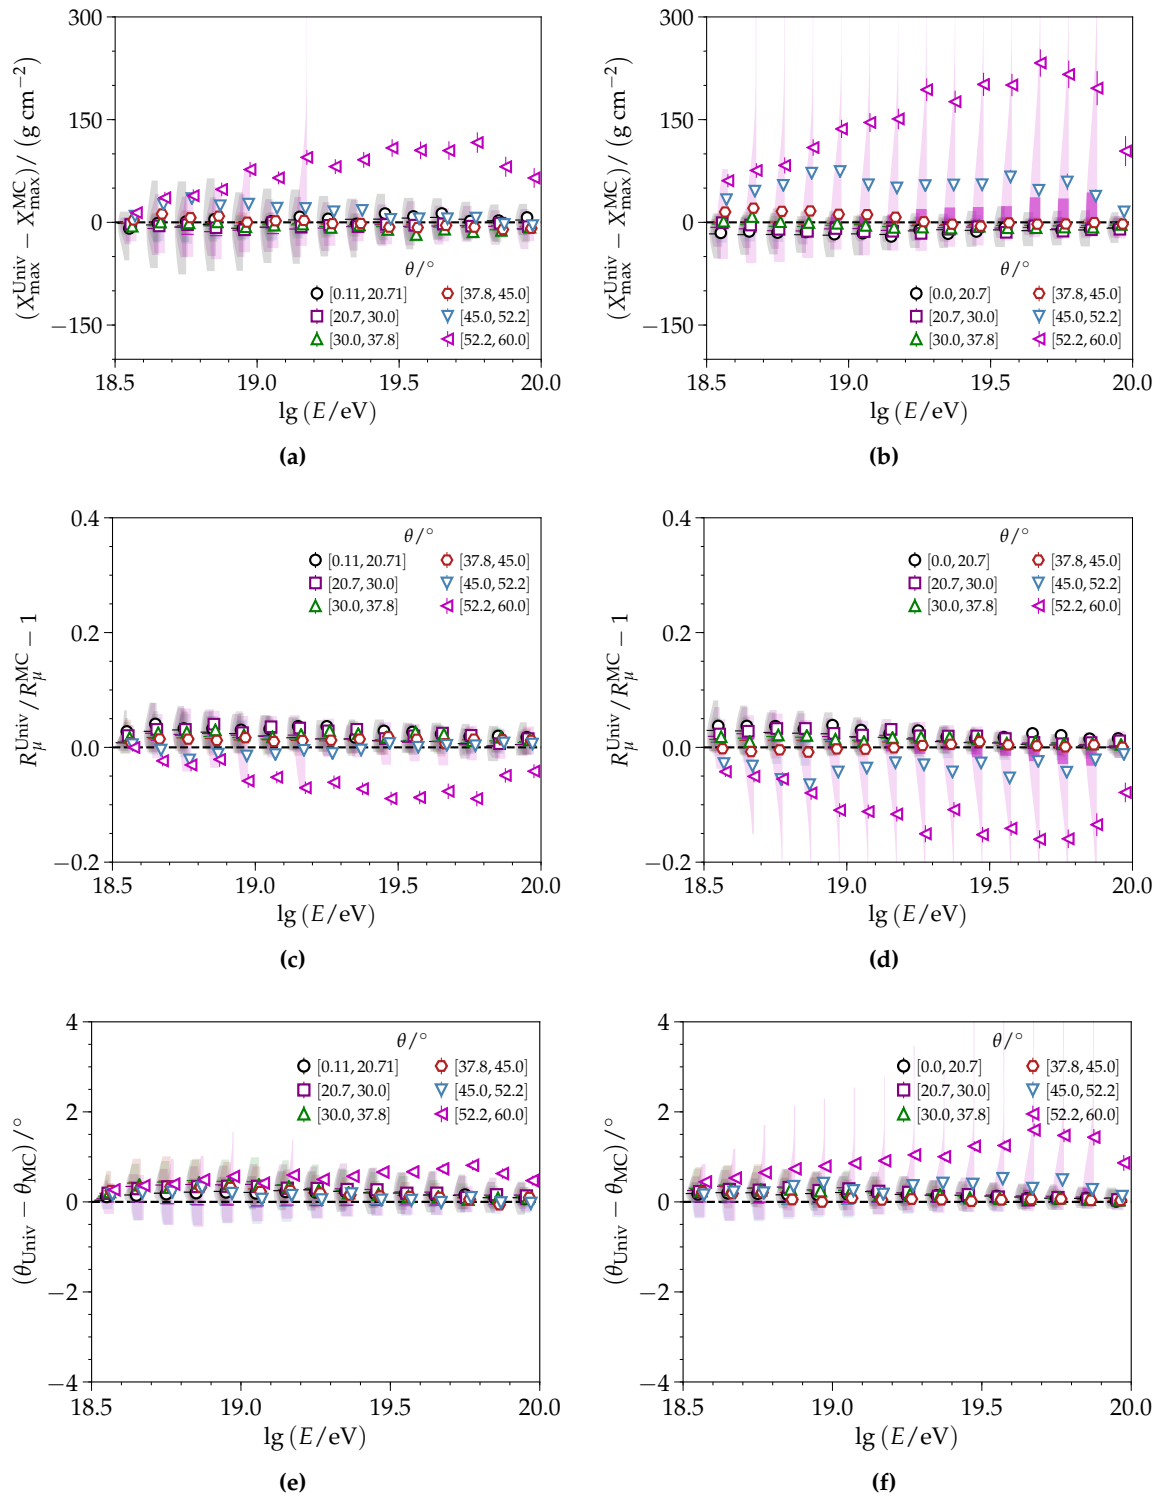 300
150
0
−150
(X_max^Univ − X_max^MC)/ (g cm⁻²)
θ/°
[0.11, 20.71] [37.8, 45.0]
[20.7, 30.0] [45.0, 52.2]
[30.0, 37.8] [52.2, 60.0]
18.5 19.0 19.5 20.0
lg (E/eV)
(a)
300
150
0
−150
(X_max^Univ − X_max^MC)/ (g cm⁻²)
θ/°
[0.0, 20.7] [37.8, 45.0]
[20.7, 30.0] [45.0, 52.2]
[30.0, 37.8] [52.2, 60.0]
18.5 19.0 19.5 20.0
lg (E/eV)
(b)
0.4
0.2
0.0
−0.2
R_μ^Univ/R_μ^MC − 1
θ/°
[0.11, 20.71] [37.8, 45.0]
[20.7, 30.0] [45.0, 52.2]
[30.0, 37.8] [52.2, 60.0]
18.5 19.0 19.5 20.0
lg (E/eV)
(c)
0.4
0.2
0.0
−0.2
R_μ^Univ/R_μ^MC − 1
θ/°
[0.0, 20.7] [37.8, 45.0]
[20.7, 30.0] [45.0, 52.2]
[30.0, 37.8] [52.2, 60.0]
18.5 19.0 19.5 20.0
lg (E/eV)
(d)
4
2
0
−2
−4
(θ_Univ − θ_MC)/°
θ/°
[0.11, 20.71] [37.8, 45.0]
[20.7, 30.0] [45.0, 52.2]
[30.0, 37.8] [52.2, 60.0]
18.5 19.0 19.5 20.0
lg (E/eV)
(e)
4
2
0
−2
−4
(θ_Univ − θ_MC)/°
θ/°
[0.0, 20.7] [37.8, 45.0]
[20.7, 30.0] [45.0, 52.2]
[30.0, 37.8] [52.2, 60.0]
18.5 19.0 19.5 20.0
lg (E/eV)
(f)